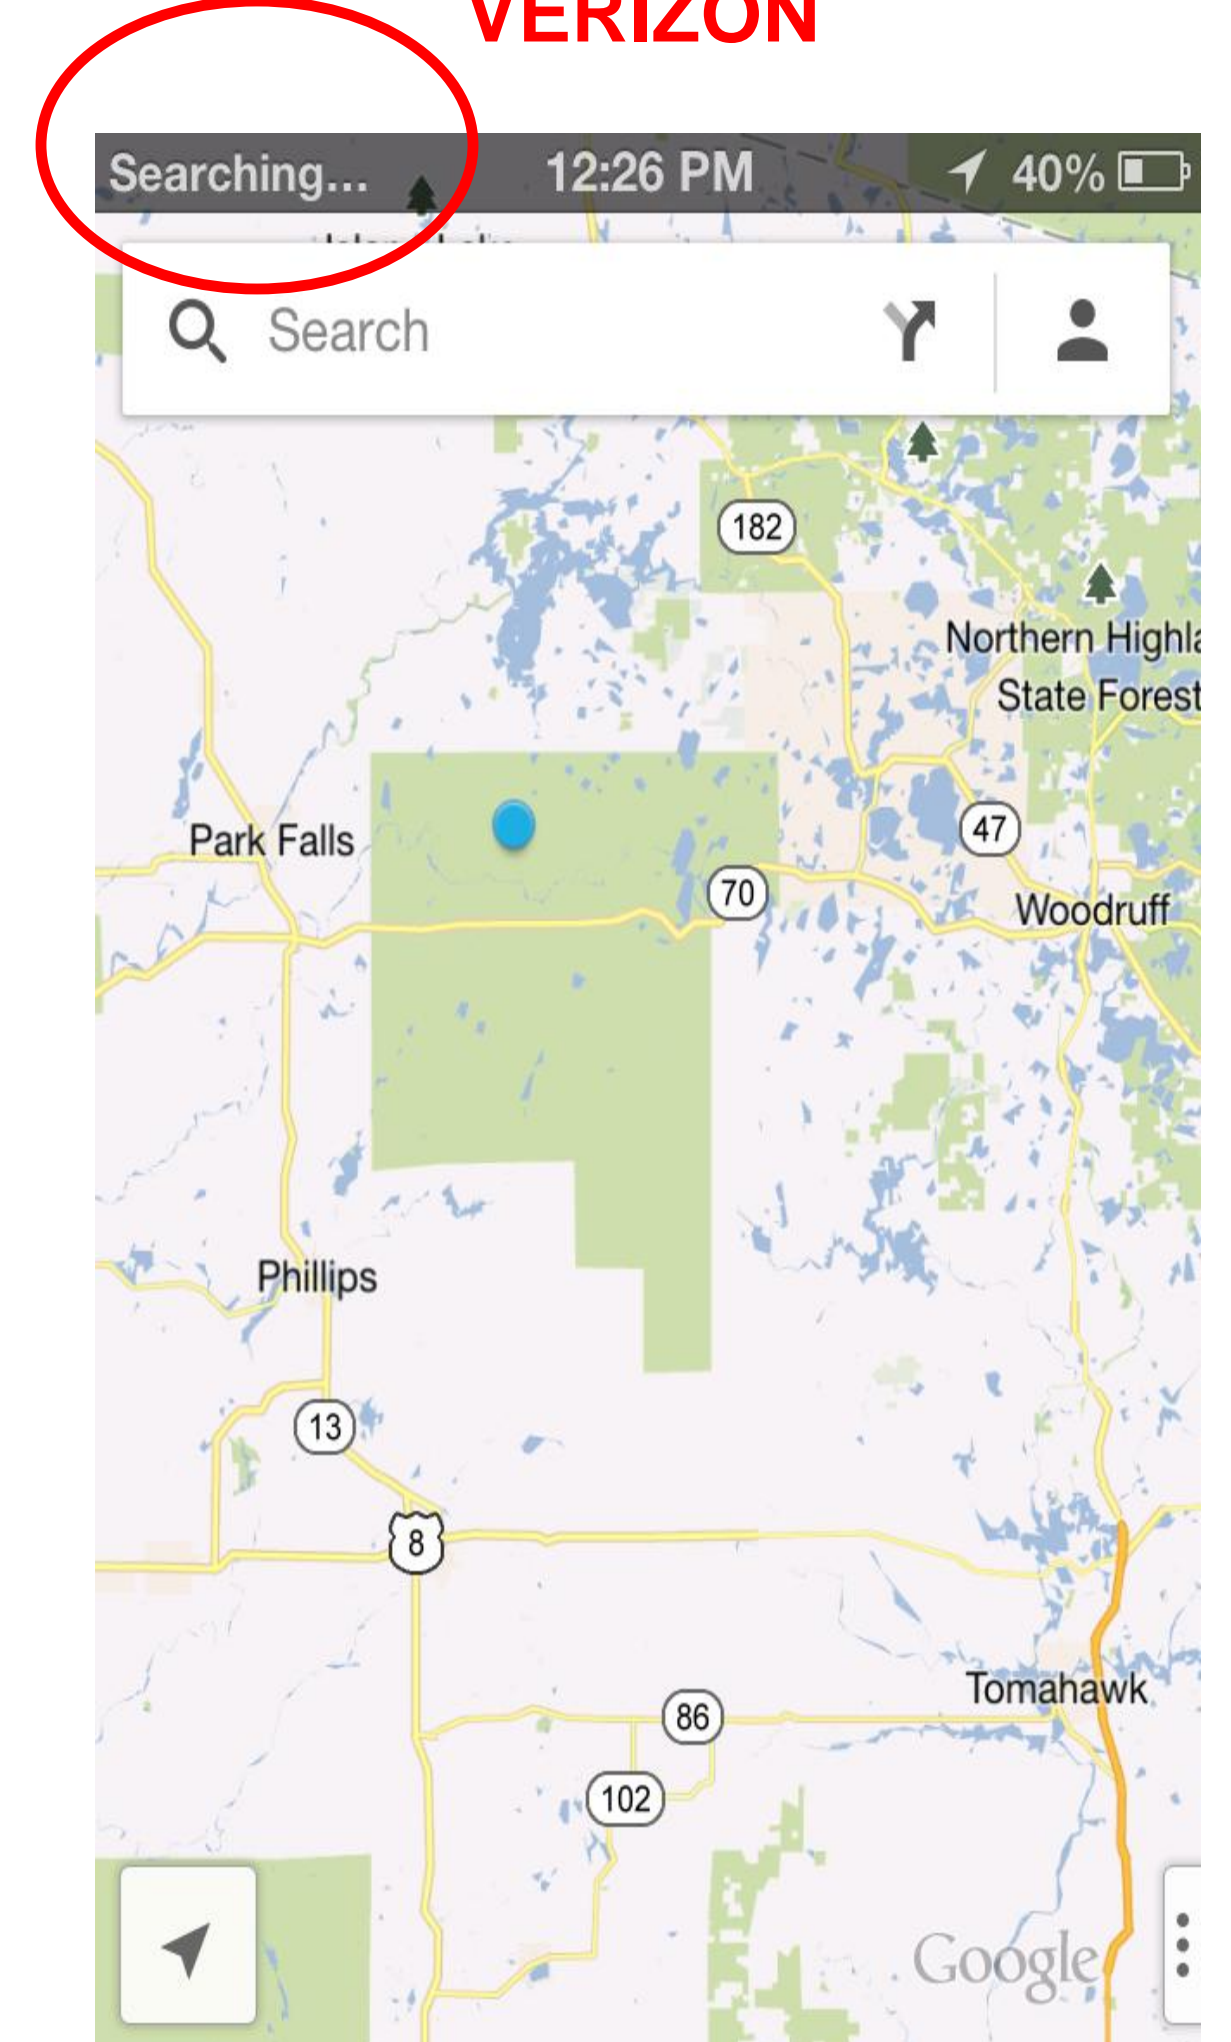 VERIZON
Searching... 12:26 PM 40%
Search
182
Northern Highla
State Forest
Park Falls
47
70
Woodruff
Phillips
13
8
Tomahawk
86
102
Google